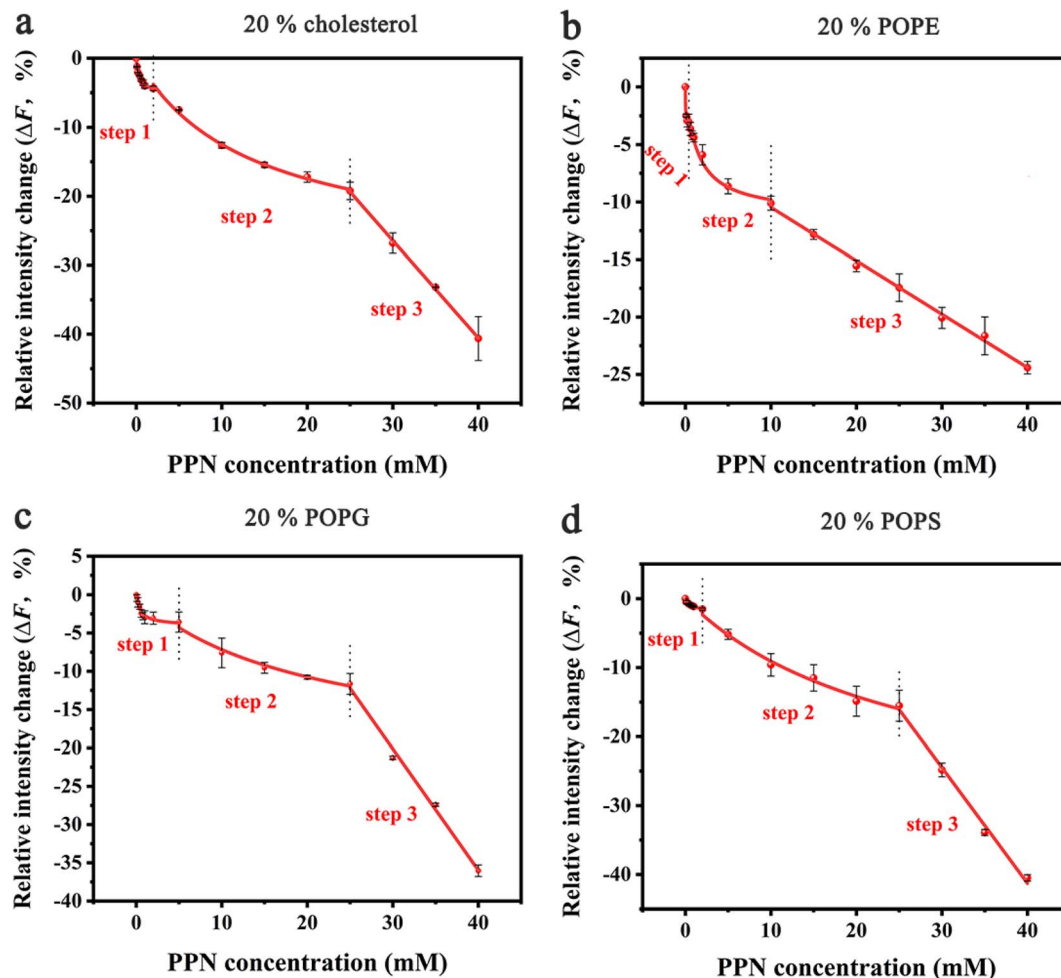 a
20 % cholesterol
Relative intensity change (ΔF, %)
0
-10
-20
-30
-40
-50
step 1
step 2
step 3
0 10 20 30 40
PPN concentration (mM)
b
20 % POPE
Relative intensity change (ΔF, %)
0
-5
-10
-15
-20
-25
step 1
step 2
step 3
0 10 20 30 40
PPN concentration (mM)
c
20 % POPG
Relative intensity change (ΔF, %)
5
0
-5
-10
-15
-20
-25
-30
-35
-40
step 1
step 2
step 3
0 10 20 30 40
PPN concentration (mM)
d
20 % POPS
Relative intensity change (ΔF, %)
0
-10
-20
-30
-40
step 1
step 2
step 3
0 10 20 30 40
PPN concentration (mM)